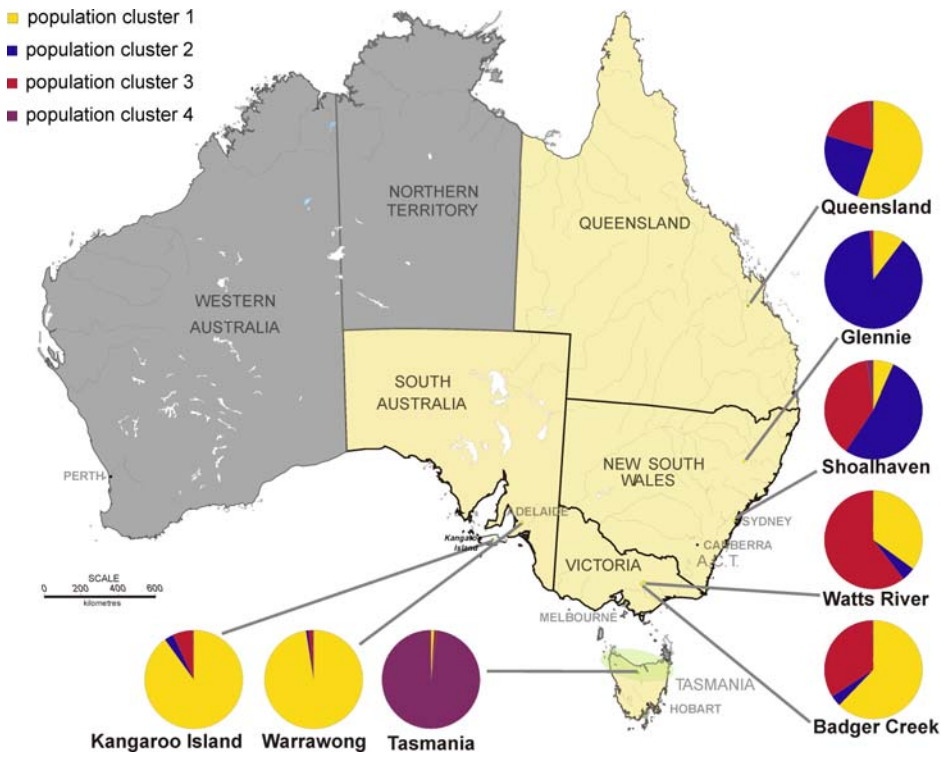 population cluster 1
population cluster 2
population cluster 3
population cluster 4
NORTHERN
TERRITORY
QUEENSLAND
WESTERN
AUSTRALIA
SOUTH
AUSTRALIA
NEW SOUTH
WALES
PERTH
ADELAIDE
Kangaroo
Island
SYDNEY
CANBERRA
A.C.T.
VICTORIA
MELBOURNE
TASMANIA
HOBART
SCALE
0 200 400 600
kilometres
Queensland
Glennie
Shoalhaven
Watts River
Badger Creek
Kangaroo Island
Warrawong
Tasmania